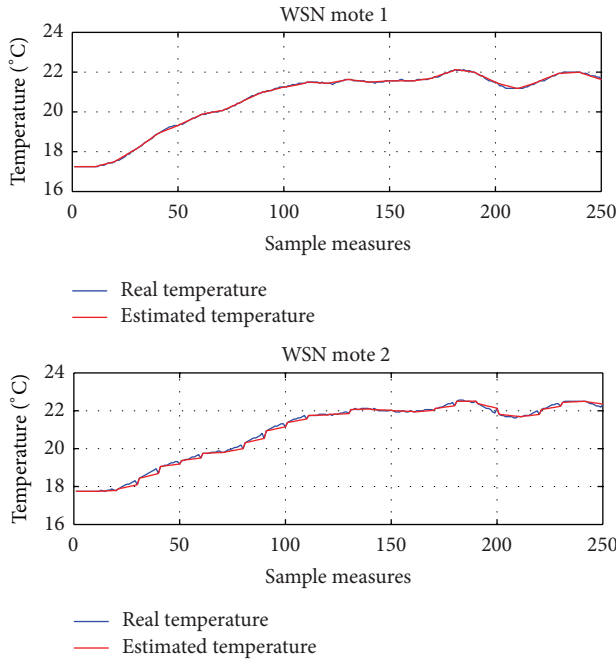 WSN mote 1
24
22
20
18
16
Temperature (°C)
0 50 100 150 200 250
Sample measures
Real temperature
Estimated temperature
WSN mote 2
24
22
20
18
16
Temperature (°C)
0 50 100 150 200 250
Sample measures
Real temperature
Estimated temperature